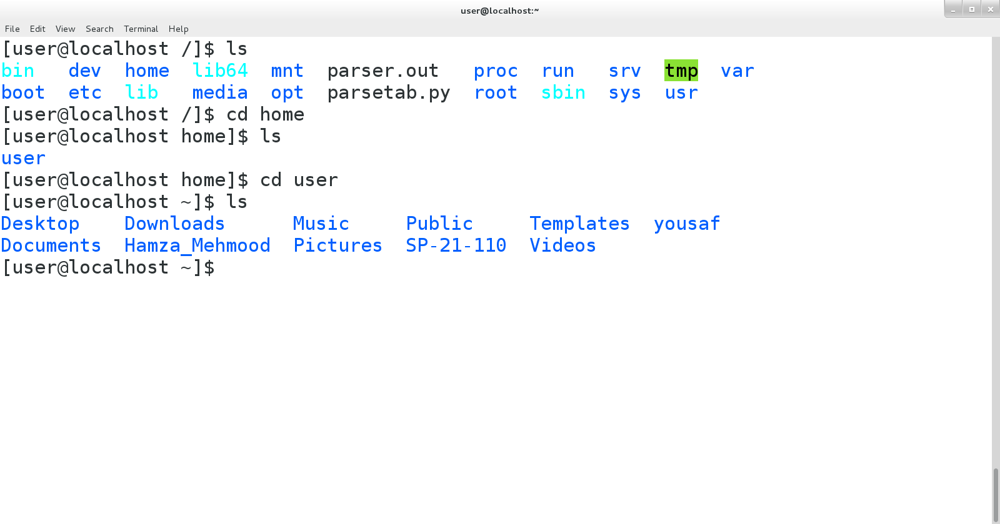 user@localhost:~
File Edit View Search Terminal Help
[user@localhost /]$ ls
bin   dev  home  lib64  mnt  parser.out   proc  run   srv  tmp  var
boot  etc  lib   media  opt  parsetab.py  root  sbin  sys  usr
[user@localhost /]$ cd home
[user@localhost home]$ ls
user
[user@localhost home]$ cd user
[user@localhost ~]$ ls
Desktop    Downloads      Music     Public     Templates  yousaf
Documents  Hamza_Mehmood  Pictures  SP-21-110  Videos
[user@localhost ~]$